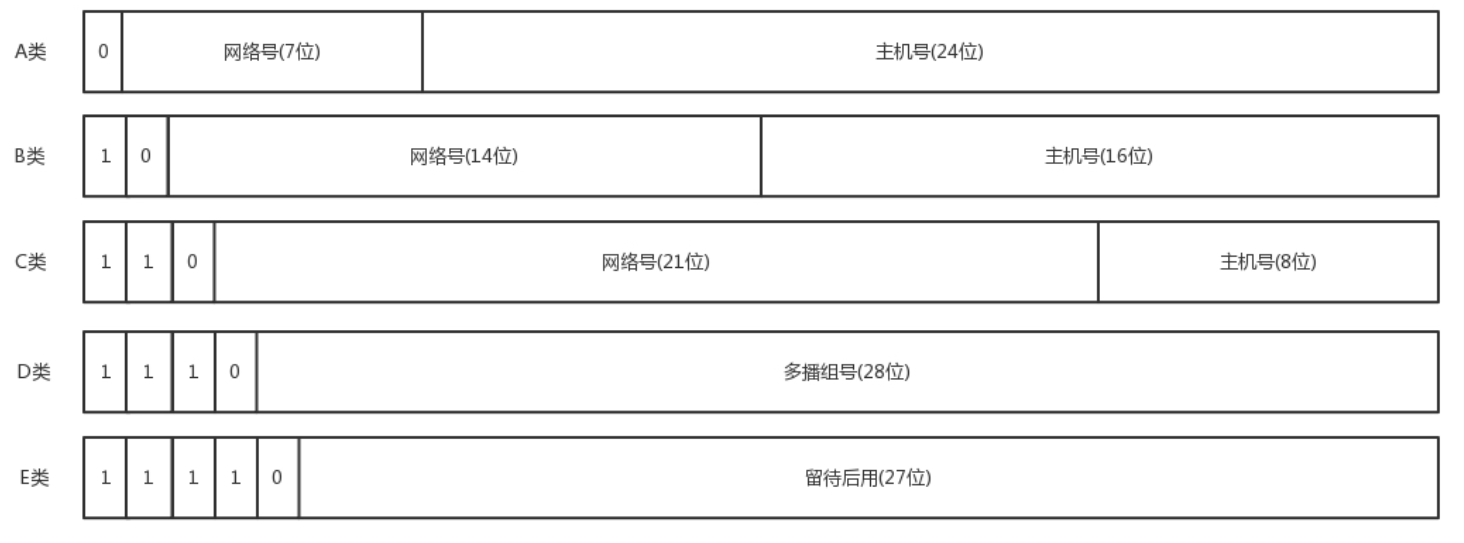 A类 0 网络号(7位) 主机号(24位)
B类 1 0 网络号(14位) 主机号(16位)
C类 1 1 0 网络号(21位) 主机号(8位)
D类 1 1 1 0 多播组号(28位)
E类 1 1 1 1 0 留待后用(27位)